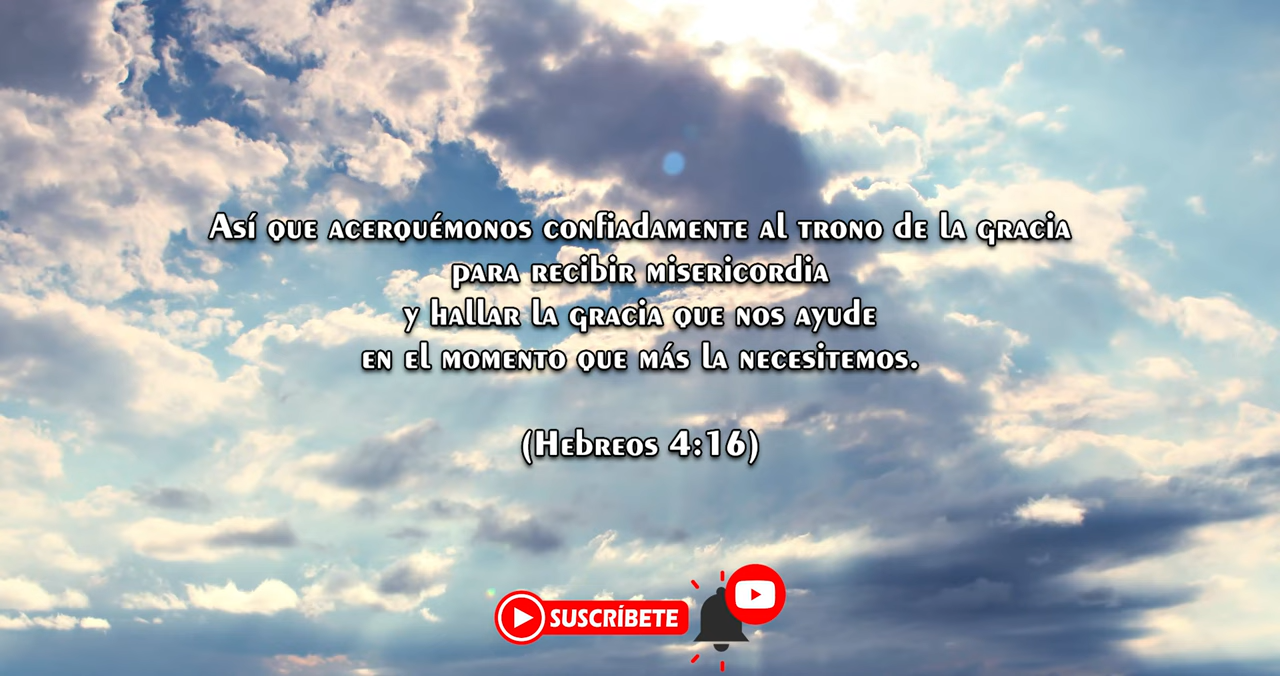 Así que acerquémonos confiadamente al trono de la gracia
para recibir misericordia
y hallar la gracia que nos ayude
en el momento que más la necesitemos.
(Hebreos 4:16)
SUSCRÍBETE